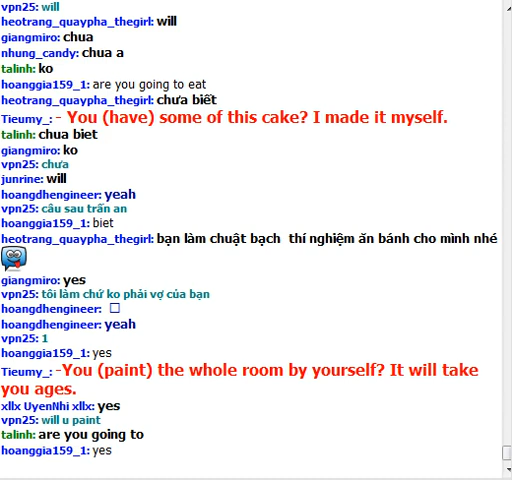 vpn25: will
heotrang_quaypha_thegirl: will
giangmiro: chua
nhung_candy: chua a
talinh: ko
hoanggia159_1: are you going to eat
heotrang_quaypha_thegirl: chưa biết
Tieumy_: - You (have) some of this cake? I made it myself.
talinh: chua biet
giangmiro: ko
vpn25: chưa
junrine: will
hoangdhengineer: yeah
vpn25: câu sau trấn an
hoanggia159_1: biet
heotrang_quaypha_thegirl: bạn làm chuật bạch thí nghiệm ăn bánh cho mình nhé
giangmiro: yes
vpn25: tôi làm chứ ko phải vợ của bạn
hoangdhengineer:
hoangdhengineer: yeah
vpn25: 1
hoanggia159_1: yes
Tieumy_: -You (paint) the whole room by yourself? It will take
you ages.
xllx UyenNhi xllx: yes
vpn25: will u paint
talinh: are you going to
hoanggia159_1: yes